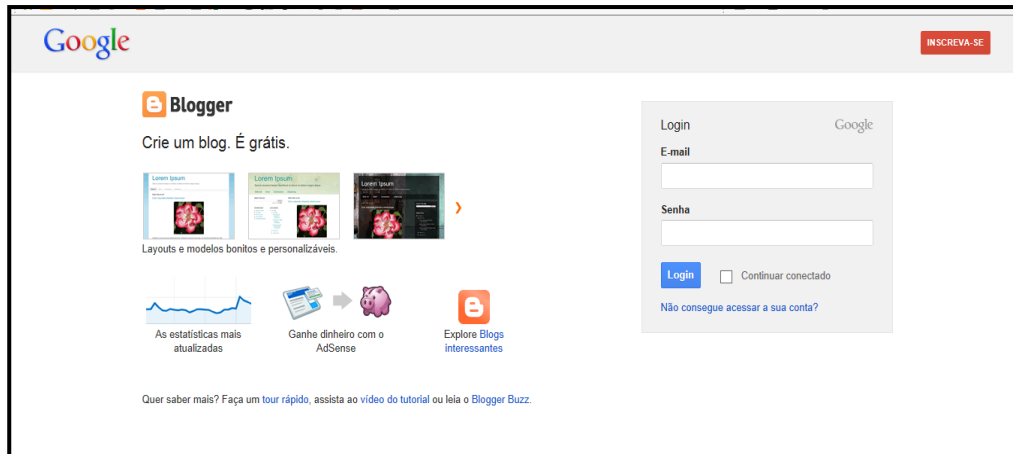 Google
INSCREVA-SE
Blogger
Crie um blog. É grátis.
Lorem Ipsum
Lorem Ipsum
Lorem Ipsum
Layouts e modelos bonitos e personalizáveis.
As estatísticas mais
atualizadas
Ganhe dinheiro com o
AdSense
Explore Blogs
interessantes
Quer saber mais? Faça um tour rápido, assista ao vídeo do tutorial ou leia o Blogger Buzz.
Login Google
E-mail
Senha
Login Continuar conectado
Não consegue acessar a sua conta?